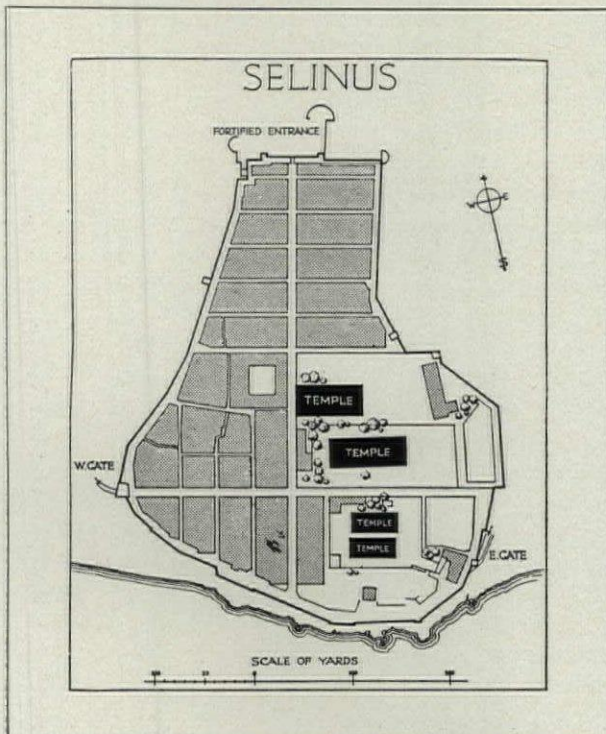 SELINUS
FORTIFIED ENTRANCE
TEMPLE
TEMPLE
W. GATE
TEMPLE
TEMPLE
E. GATE
SCALE OF YARDS